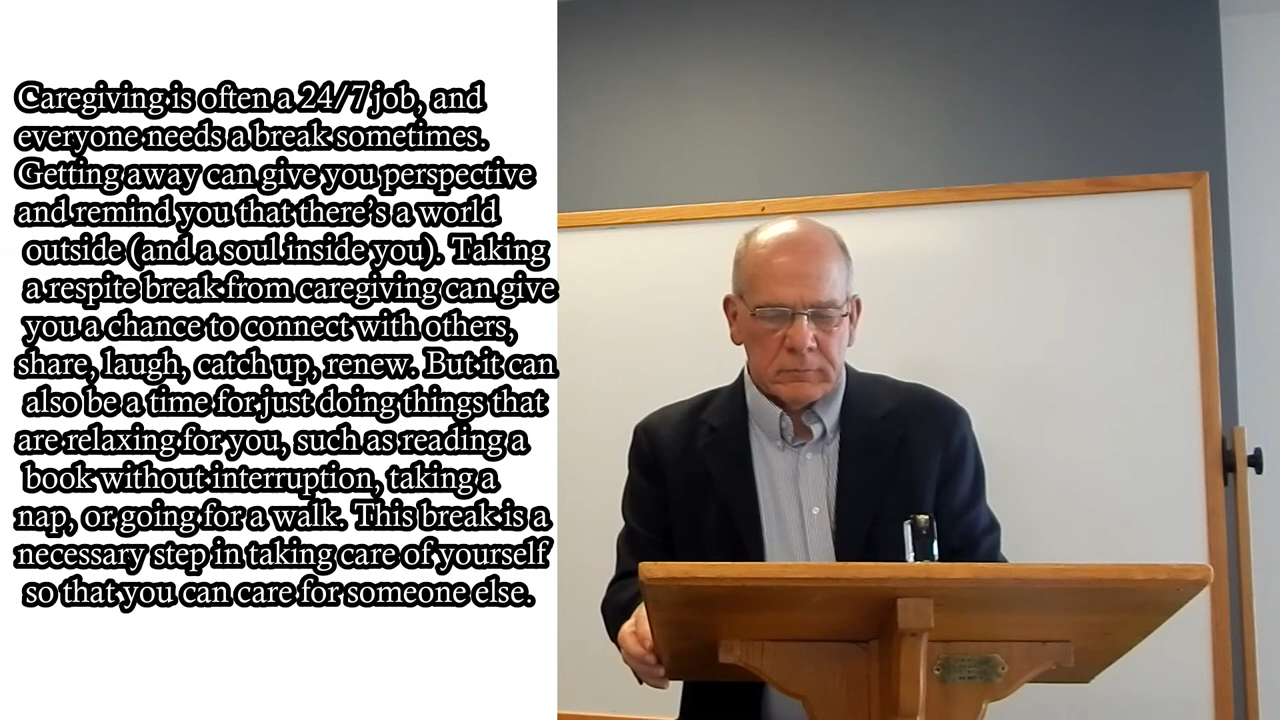 Caregiving is often a 24/7 job, and
everyone needs a break sometimes.
Getting away can give you perspective
and remind you that there's a world
outside (and a soul inside you). Taking
a respite break from caregiving can give
you a chance to connect with others,
share, laugh, catch up, renew. But it can
also be a time for just doing things that
are relaxing for you, such as reading a
book without interruption, taking a
nap, or going for a walk. This break is a
necessary step in taking care of yourself
so that you can care for someone else.